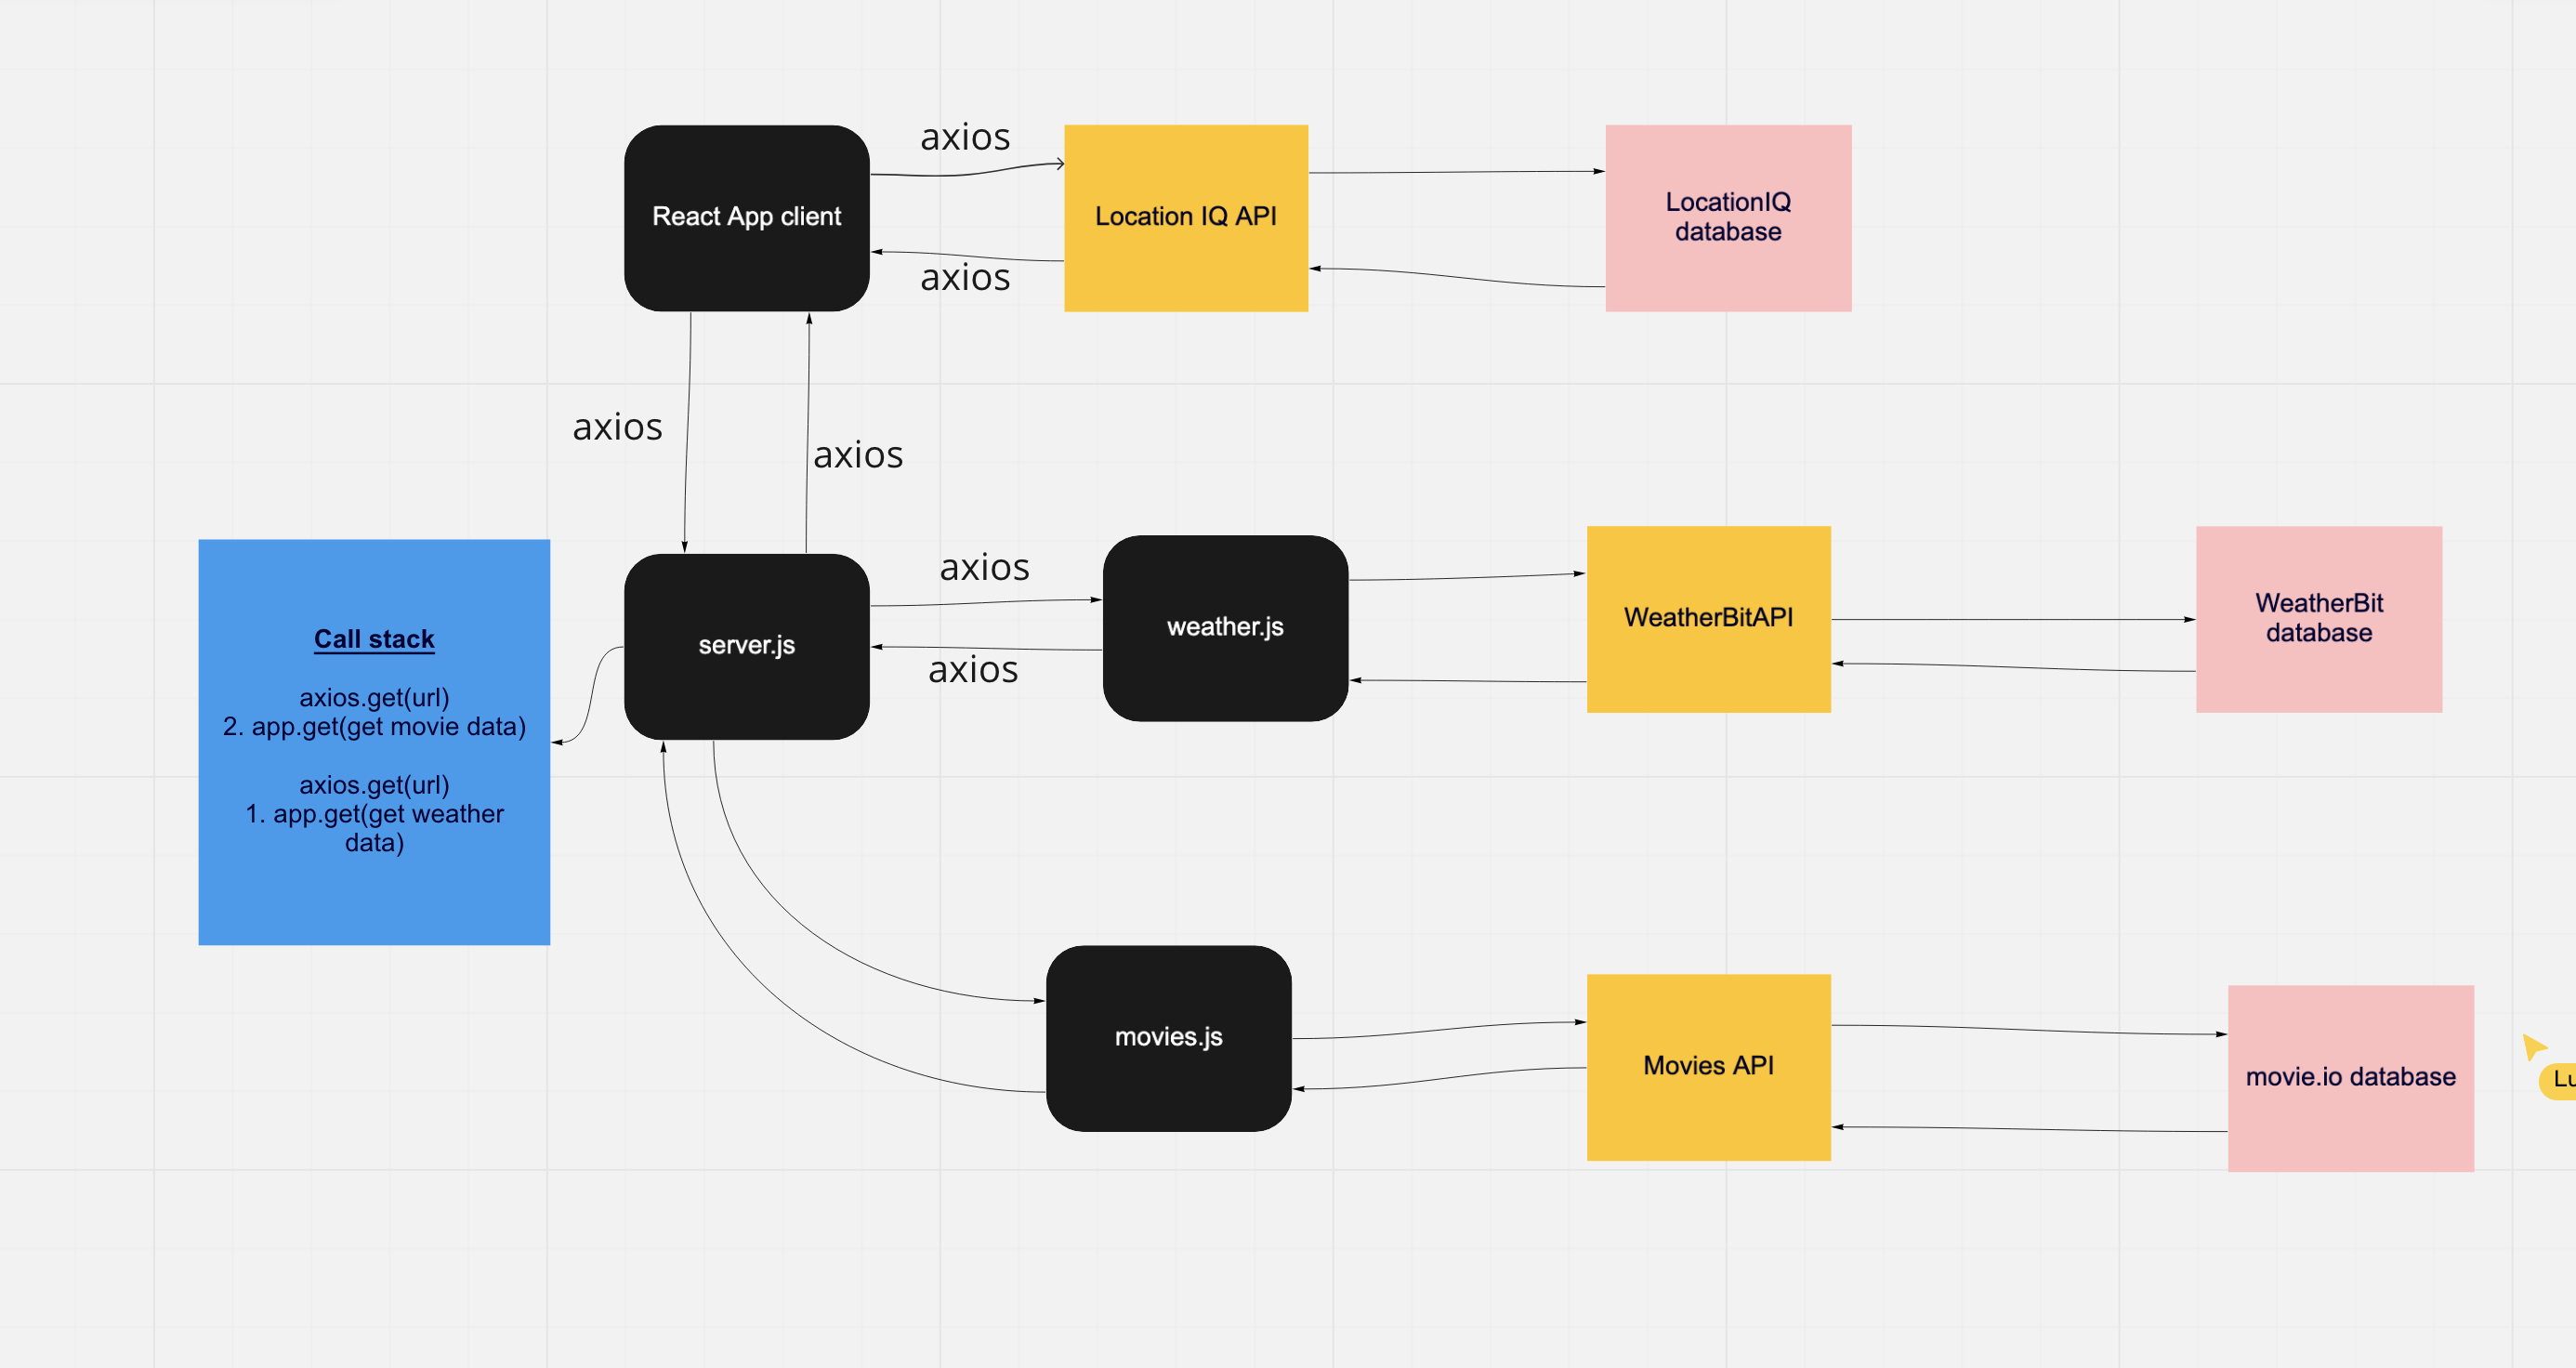 axios
React App client
Location IQ API
LocationIQ
database
axios
axios
axios
axios
server.js
axios
weather.js
WeatherBitAPI
WeatherBit
database
Call stack
axios.get(url)
2. app.get(get movie data)
axios.get(url)
1. app.get(get weather
data)
movies.js
Movies API
movie.io database
Lu